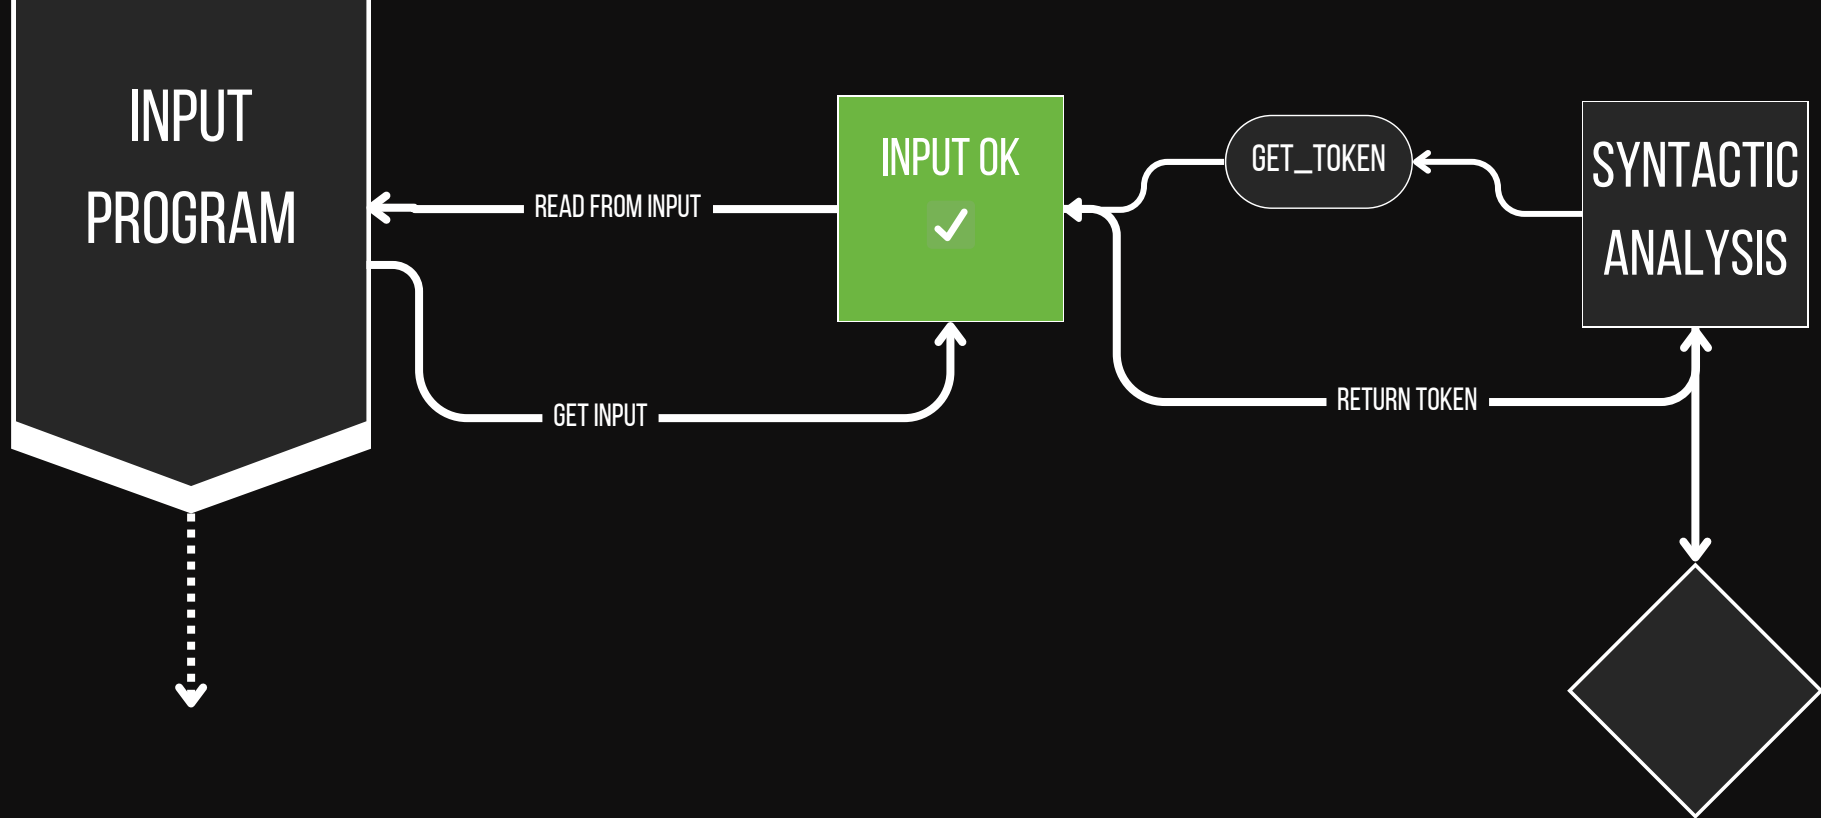 INPUT
PROGRAM
READ FROM INPUT
GET INPUT
INPUT OK
GET_TOKEN
RETURN TOKEN
SYNTACTIC
ANALYSIS